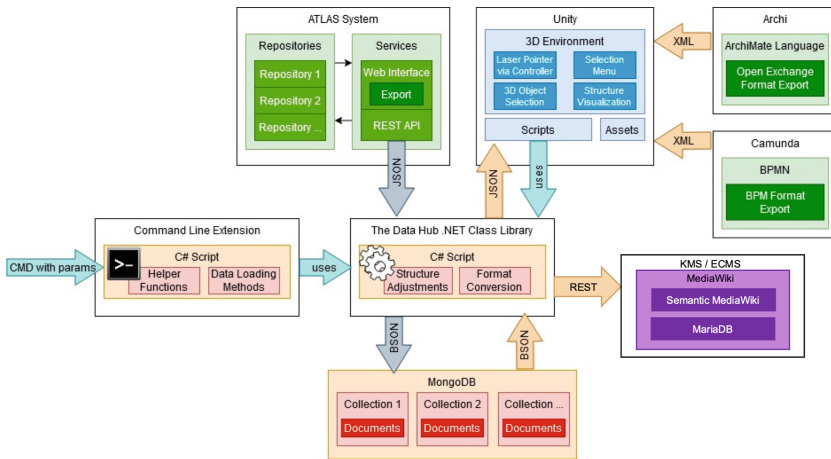 ATLAS System
Repositories
Repository 1
Repository 2
Repository ...
Services
Web Interface
Export
REST API
Unity
3D Environment
Laser Pointer
via Controller
Selection
Menu
3D Object
Selection
Structure
Visualization
Scripts
Assets
XML
Archi
ArchiMate Language
Open Exchange
Format Export
XML
Camunda
BPMN
BPM Format
Export
JSON
JSON
uses
CMD with params
Command Line Extension
C# Script
>_
Helper
Functions
Data Loading
Methods
uses
The Data Hub .NET Class Library
C# Script
Structure
Adjustments
Format
Conversion
REST
KMS / ECMS
MediaWiki
Semantic MediaWiki
MariaDB
BSON
BSON
MongoDB
Collection 1
Documents
Collection 2
Documents
Collection ...
Documents